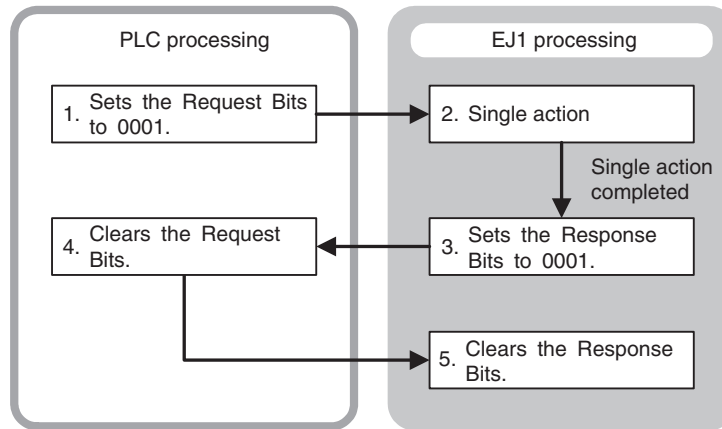 PLC processing
EJ1 processing
1. Sets the Request Bits
to 0001.
2. Single action
Single action
completed
3. Sets the Response
Bits to 0001.
4. Clears the Request
Bits.
5. Clears the Response
Bits.